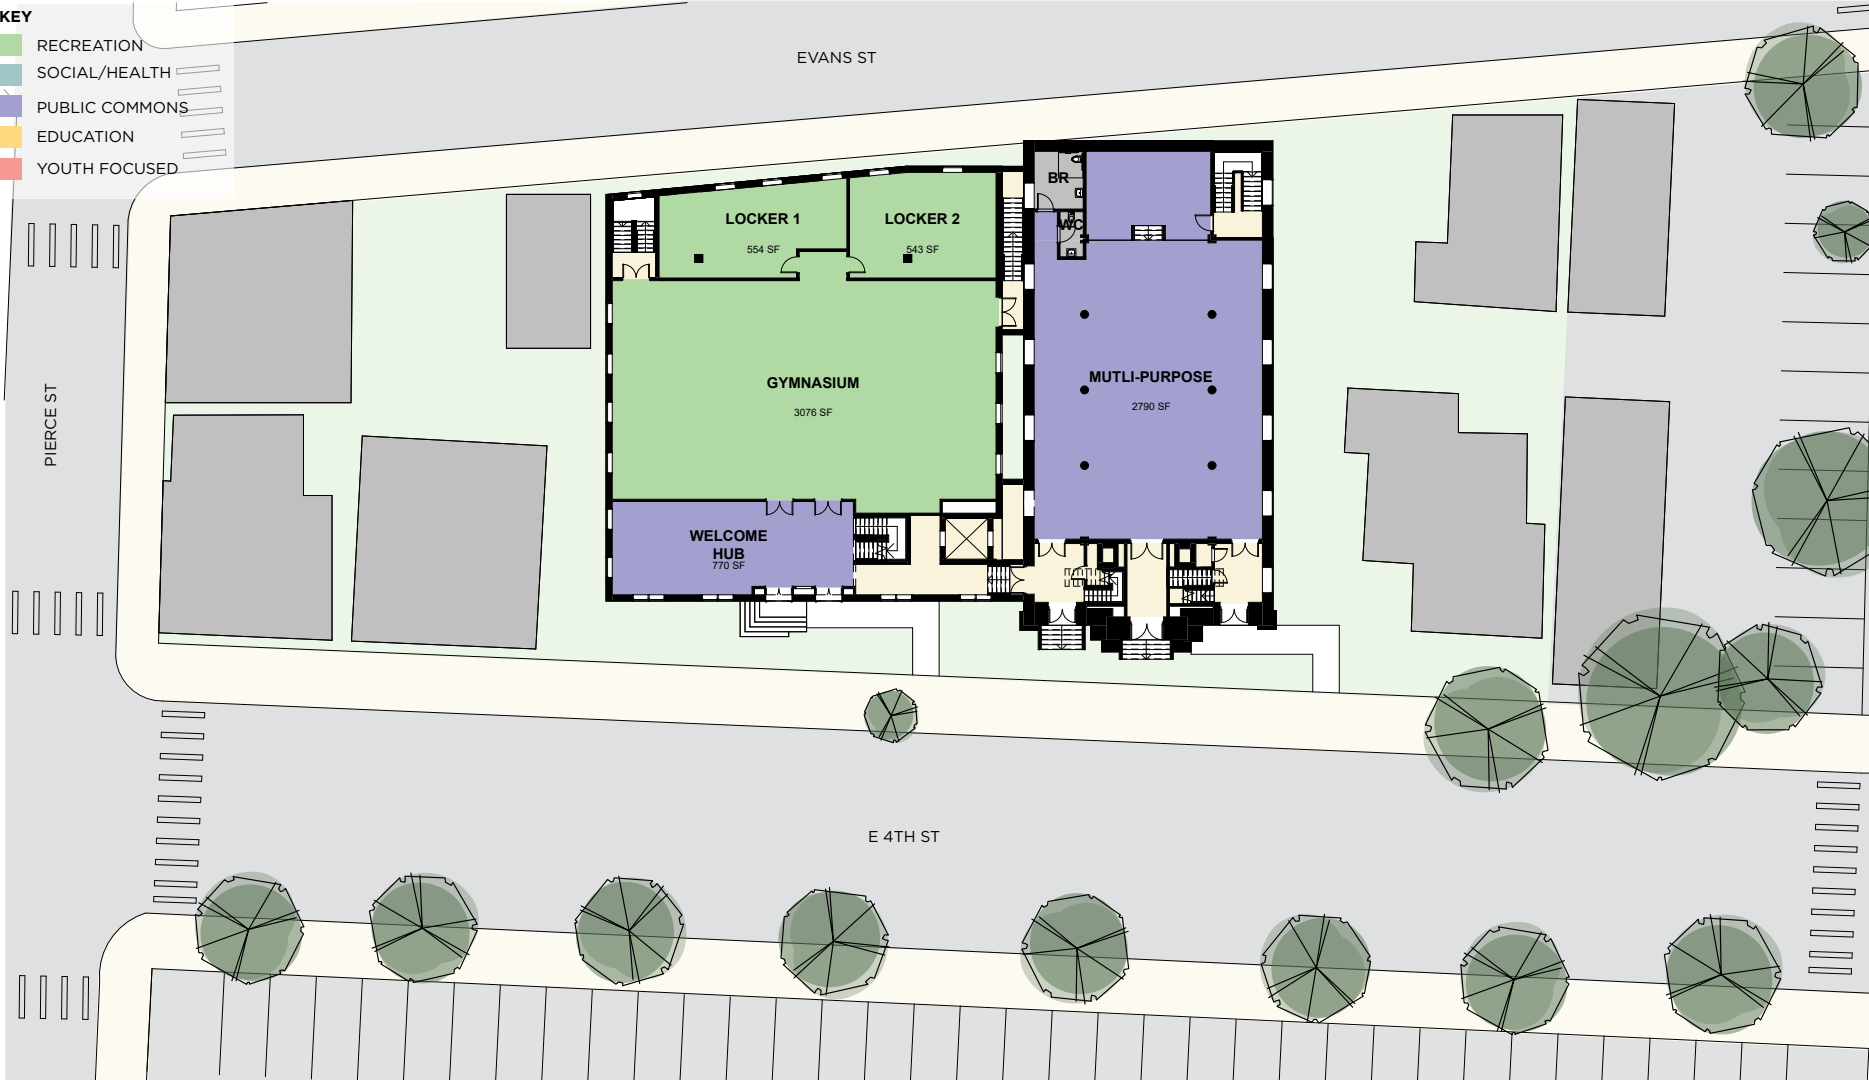 KEY
RECREATION
SOCIAL/HEALTH
PUBLIC COMMONS
EDUCATION
YOUTH FOCUSED
EVANS ST
PIERCE ST
E 4TH ST
LOCKER 1
554 SF
LOCKER 2
543 SF
BR
WC
GYMNASIUM
3076 SF
MUTLI-PURPOSE
2790 SF
WELCOME
HUB
770 SF